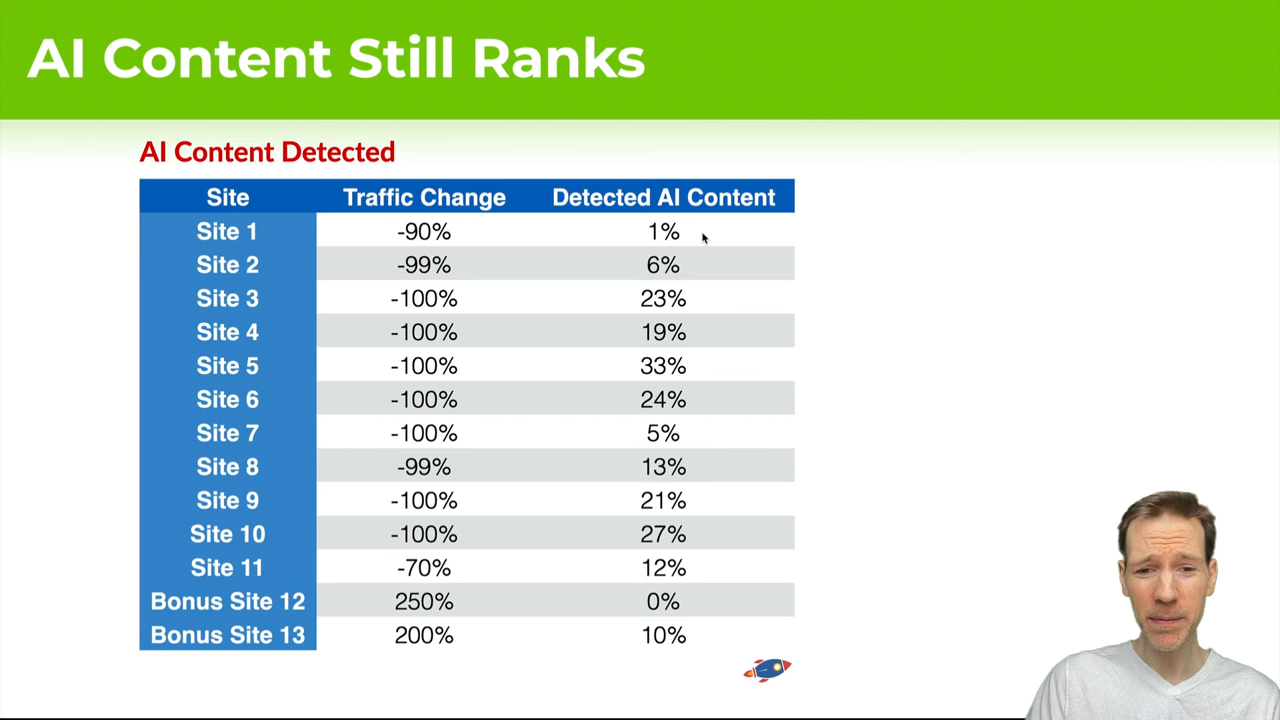 AI Content Still Ranks
AI Content Detected
Site Traffic Change Detected AI Content
Site 1 -90% 1%
Site 2 -99% 6%
Site 3 -100% 23%
Site 4 -100% 19%
Site 5 -100% 33%
Site 6 -100% 24%
Site 7 -100% 5%
Site 8 -99% 13%
Site 9 -100% 21%
Site 10 -100% 27%
Site 11 -70% 12%
Bonus Site 12 250% 0%
Bonus Site 13 200% 10%